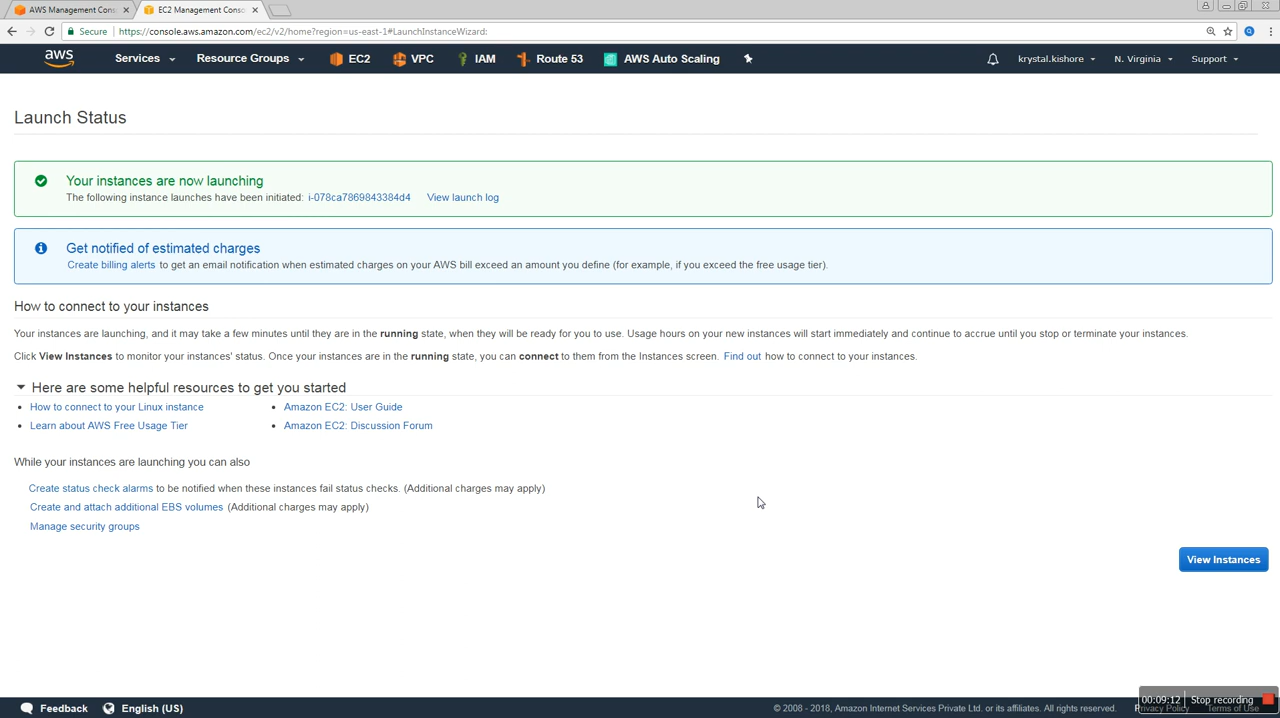 AWS Management Cons
EC2 Management Conso
Secure https://console.aws.amazon.com/ec2/v2/home?region=us-east-1#LaunchInstanceWizard:
aws Services Resource Groups EC2 VPC IAM Route 53 AWS Auto Scaling krystal.kishore N. Virginia Support
Launch Status
Your instances are now launching
The following instance launches have been initiated: i-078ca7869843384d4 View launch log
Get notified of estimated charges
Create billing alerts to get an email notification when estimated charges on your AWS bill exceed an amount you define (for example, if you exceed the free usage tier).
How to connect to your instances
Your instances are launching, and it may take a few minutes until they are in the running state, when they will be ready for you to use. Usage hours on your new instances will start immediately and continue to accrue until you stop or terminate your instances.
Click View Instances to monitor your instances' status. Once your instances are in the running state, you can connect to them from the Instances screen. Find out how to connect to your instances.
Here are some helpful resources to get you started
• How to connect to your Linux instance • Amazon EC2: User Guide
• Learn about AWS Free Usage Tier • Amazon EC2: Discussion Forum
While your instances are launching you can also
Create status check alarms to be notified when these instances fail status checks. (Additional charges may apply)
Create and attach additional EBS volumes (Additional charges may apply)
Manage security groups
View Instances
00:09:12 Stop recording
Feedback English (US) © 2008 - 2018, Amazon Internet Services Private Ltd. or its affiliates. All rights reserved. Privacy Policy Terms of Use